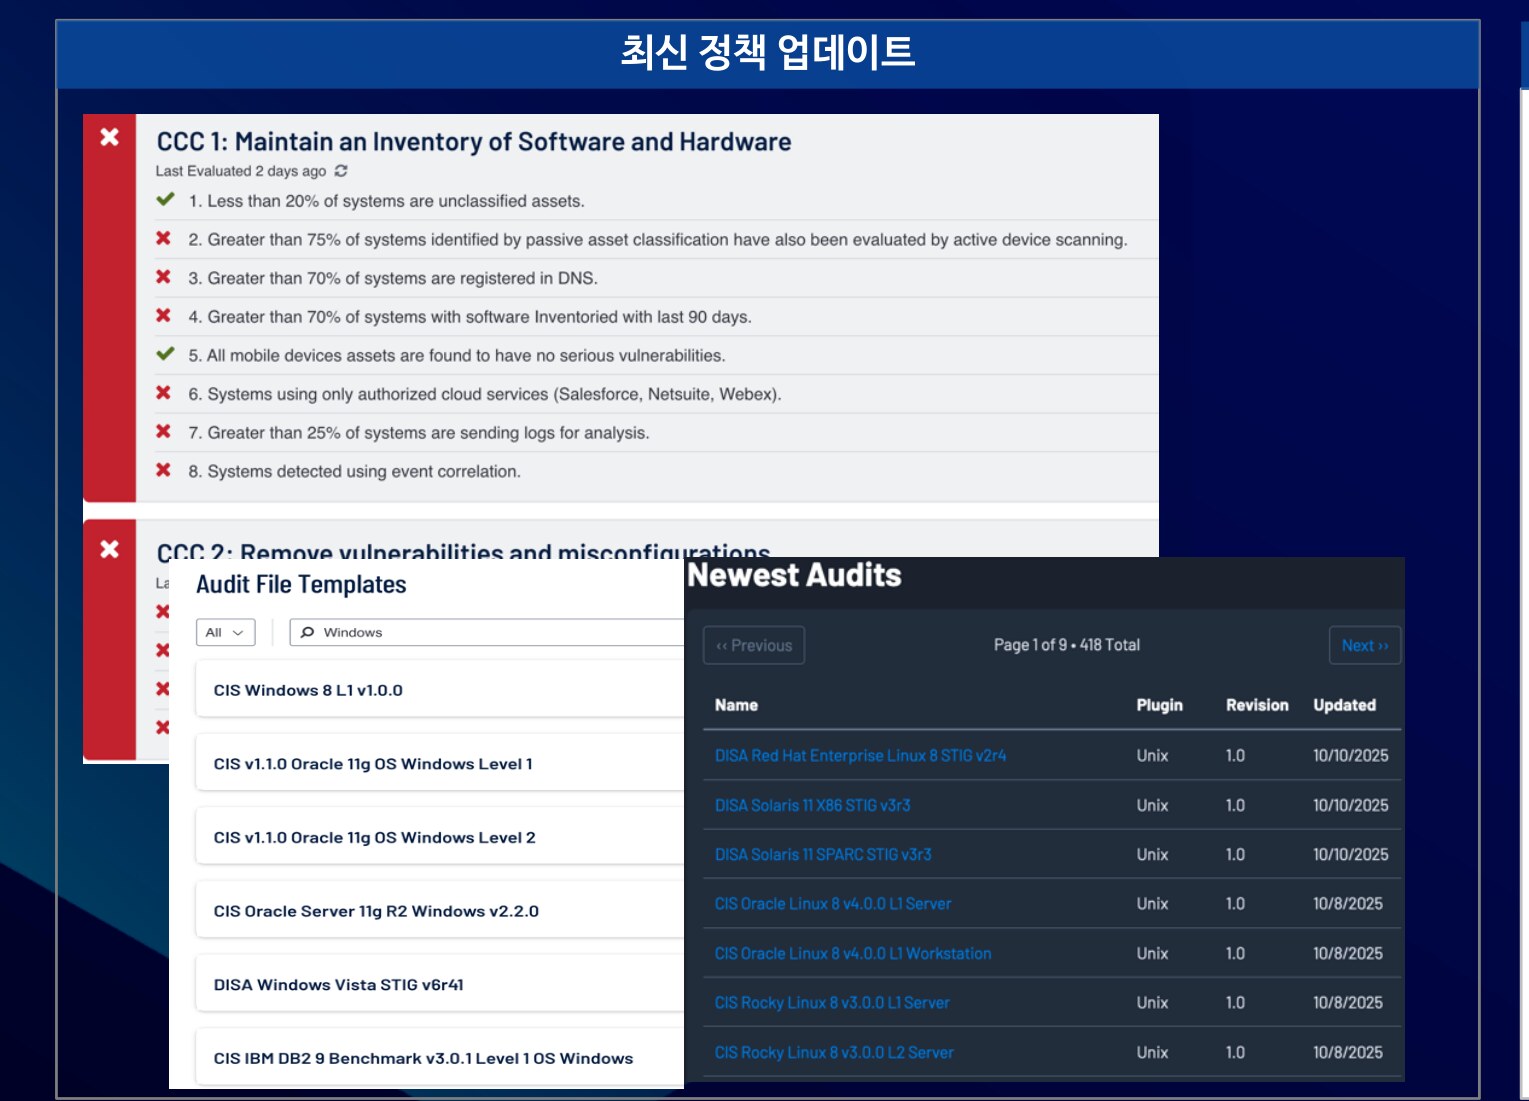 최신 정책 업데이트
CCC 1: Maintain an Inventory of Software and Hardware
Last Evaluated 2 days ago
1. Less than 20% of systems are unclassified assets.
2. Greater than 75% of systems identified by passive asset classification have also been evaluated by active device scanning.
3. Greater than 70% of systems are registered in DNS.
4. Greater than 70% of systems with software Inventoried with last 90 days.
5. All mobile devices assets are found to have no serious vulnerabilities.
6. Systems using only authorized cloud services (Salesforce, Netsuite, Webex).
7. Greater than 25% of systems are sending logs for analysis.
8. Systems detected using event correlation.
CCC 2: Remove vulnerabilities and misconfigurations
La
Audit File Templates
All
Windows
CIS Windows 8 L1 v1.0.0
CIS v1.1.0 Oracle 11g OS Windows Level 1
CIS v1.1.0 Oracle 11g OS Windows Level 2
CIS Oracle Server 11g R2 Windows v2.2.0
DISA Windows Vista STIG v6r41
CIS IBM DB2 9 Benchmark v3.0.1 Level 1 OS Windows
Newest Audits
‹‹ Previous Page 1 of 9 • 418 Total Next ››
Name Plugin Revision Updated
DISA Red Hat Enterprise Linux 8 STIG v2r4 Unix 1.0 10/10/2025
DISA Solaris 11 X86 STIG v3r3 Unix 1.0 10/10/2025
DISA Solaris 11 SPARC STIG v3r3 Unix 1.0 10/10/2025
CIS Oracle Linux 8 v4.0.0 L1 Server Unix 1.0 10/8/2025
CIS Oracle Linux 8 v4.0.0 L1 Workstation Unix 1.0 10/8/2025
CIS Rocky Linux 8 v3.0.0 L1 Server Unix 1.0 10/8/2025
CIS Rocky Linux 8 v3.0.0 L2 Server Unix 1.0 10/8/2025